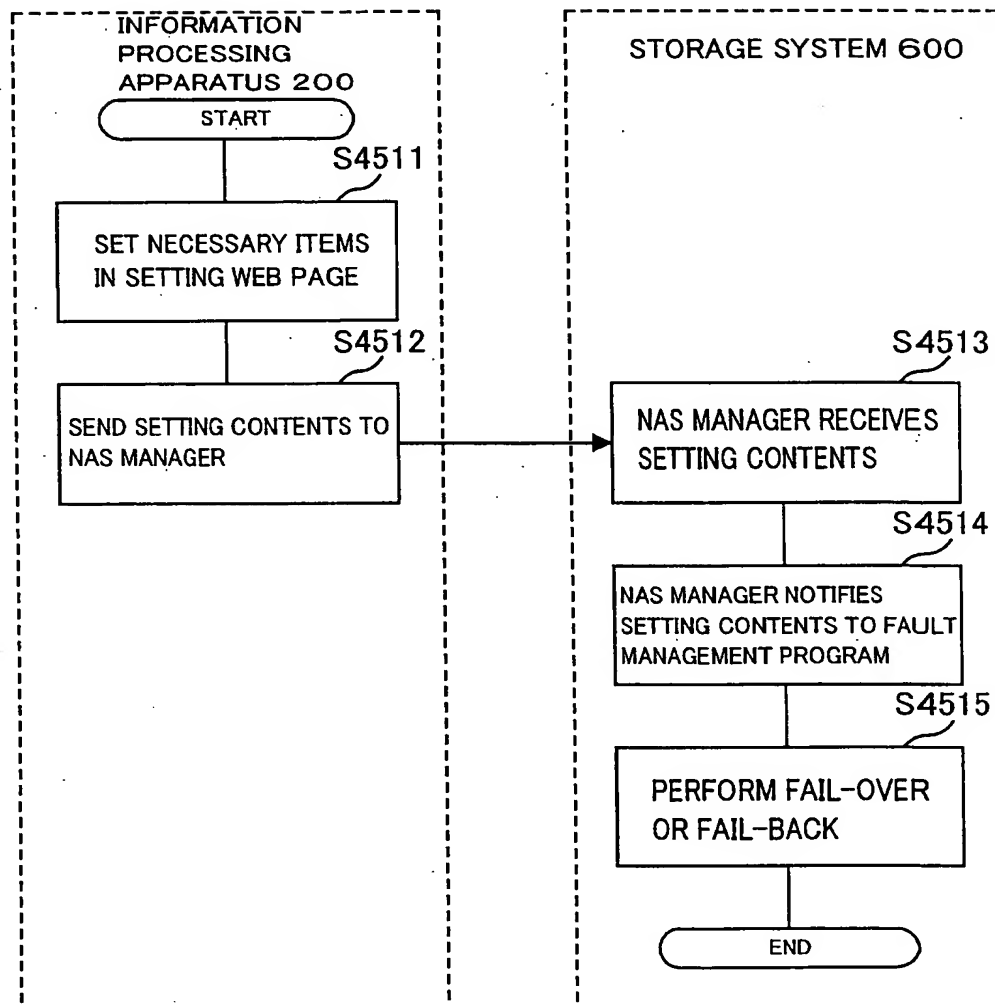 INFORMATION
PROCESSING
APPARATUS 200
START
S4511
SET NECESSARY ITEMS
IN SETTING WEB PAGE
S4512
SEND SETTING CONTENTS TO
NAS MANAGER
STORAGE SYSTEM 600
S4513
NAS MANAGER RECEIVES
SETTING CONTENTS
S4514
NAS MANAGER NOTIFIES
SETTING CONTENTS TO FAULT
MANAGEMENT PROGRAM
S4515
PERFORM FAIL-OVER
OR FAIL-BACK
END